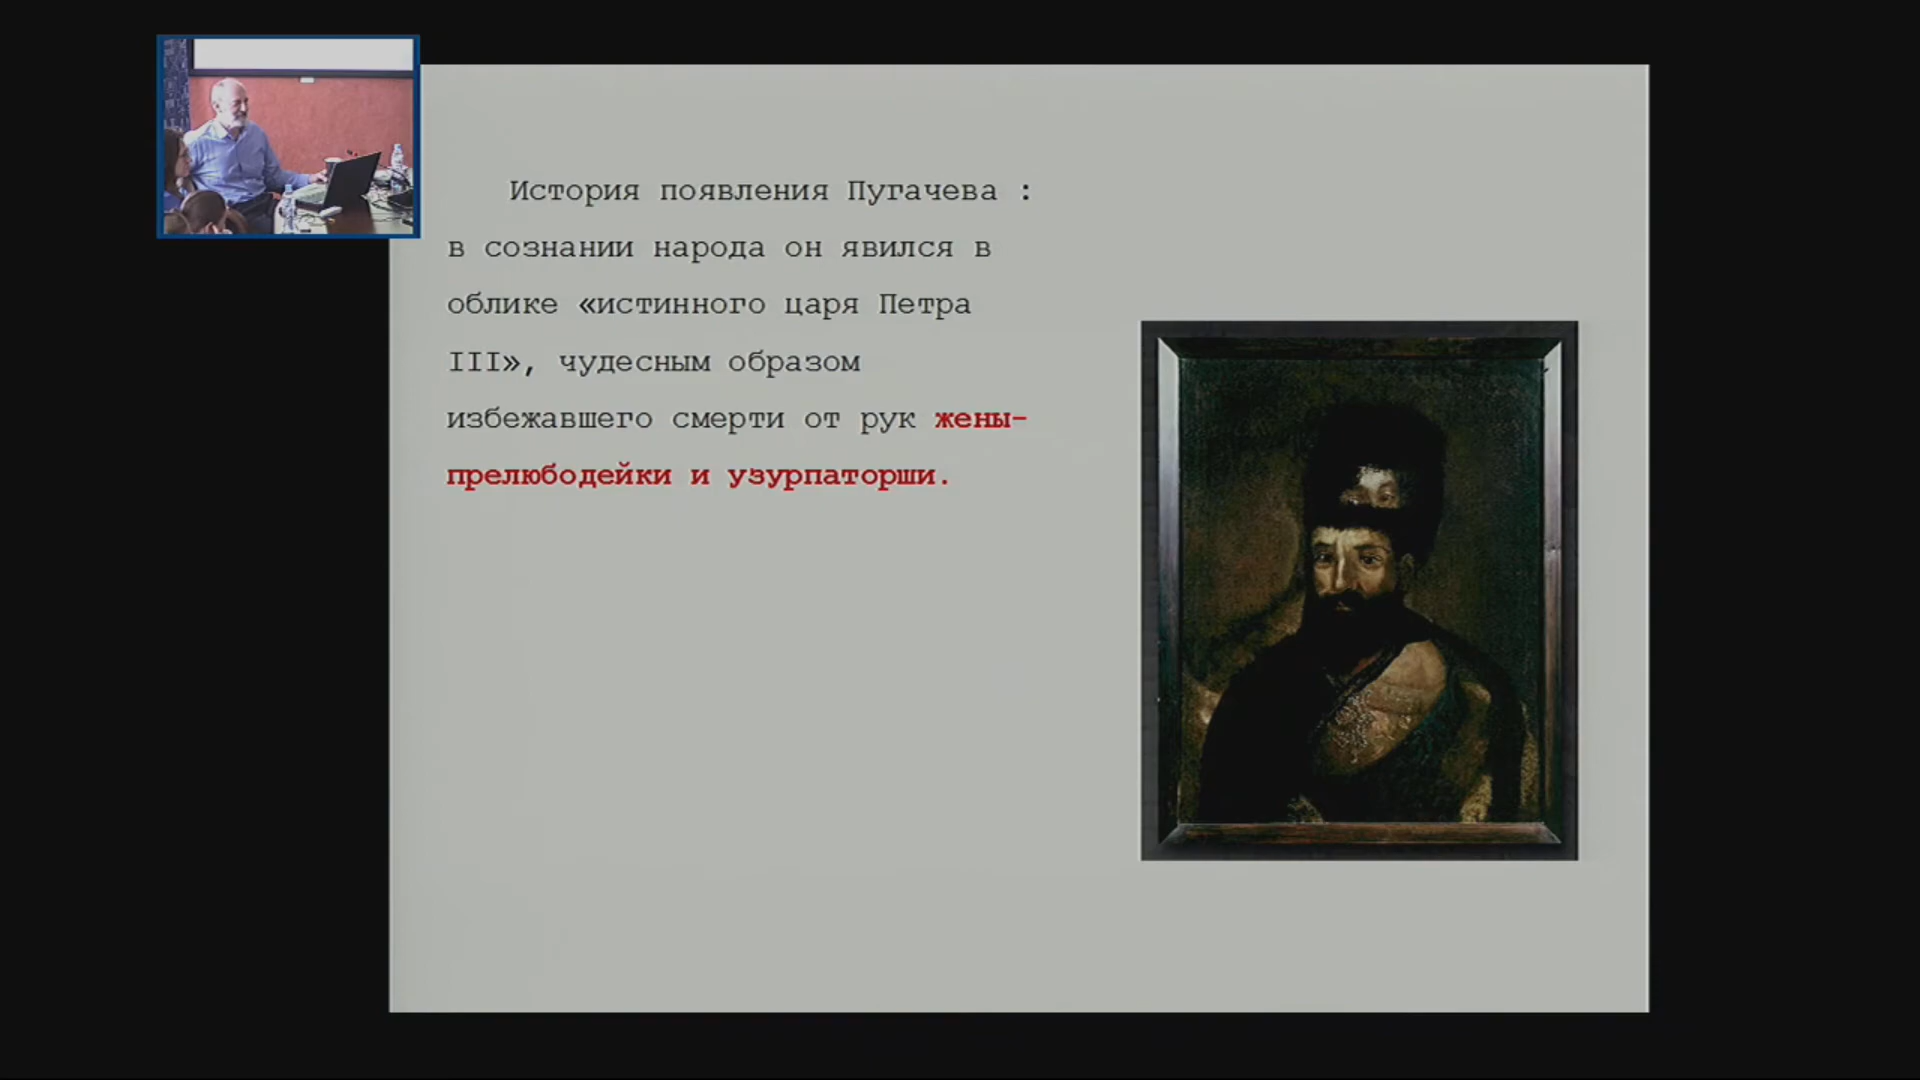 История появления Пугачева :
в сознании народа он явился в
облике «истинного царя Петра
III», чудесным образом
избежавшего смерти от рук жены-
прелюбодейки и узурпаторши.